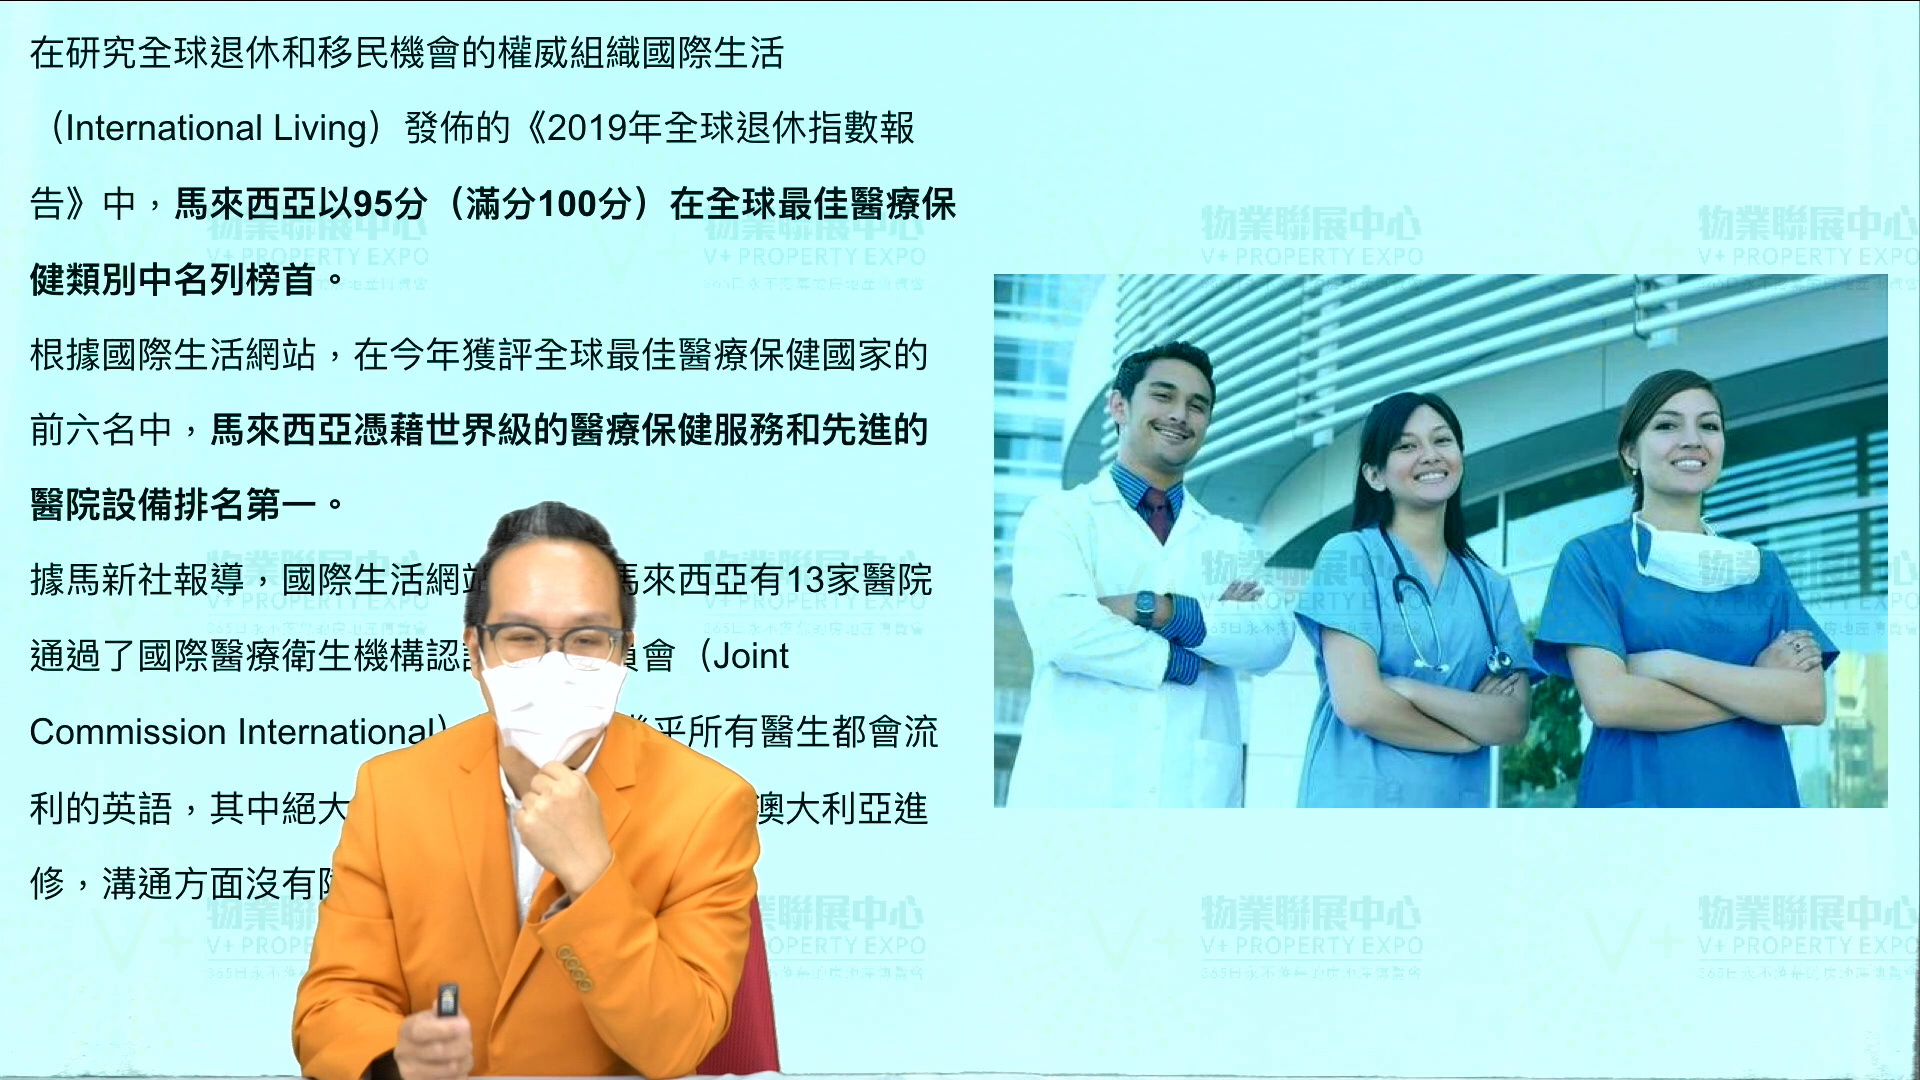 在研究全球退休和移民機會的權威組織國際生活
（International Living）發佈的《2019年全球退休指數報
告》中，馬來西亞以95分（滿分100分）在全球最佳醫療保
健類別中名列榜首。
根據國際生活網站，在今年獲評全球最佳醫療保健國家的
前六名中，馬來西亞憑藉世界級的醫療保健服務和先進的
醫院設備排名第一。
據馬新社報導，國際生活網 馬來西亞有13家醫院
通過了國際醫療衛生機構認 員會（Joint
Commission International） 乎所有醫生都會流
利的英語，其中絕大 澳大利亞進
修，溝通方面沒有
物業聯展中心
V+ PROPERTY EXPO